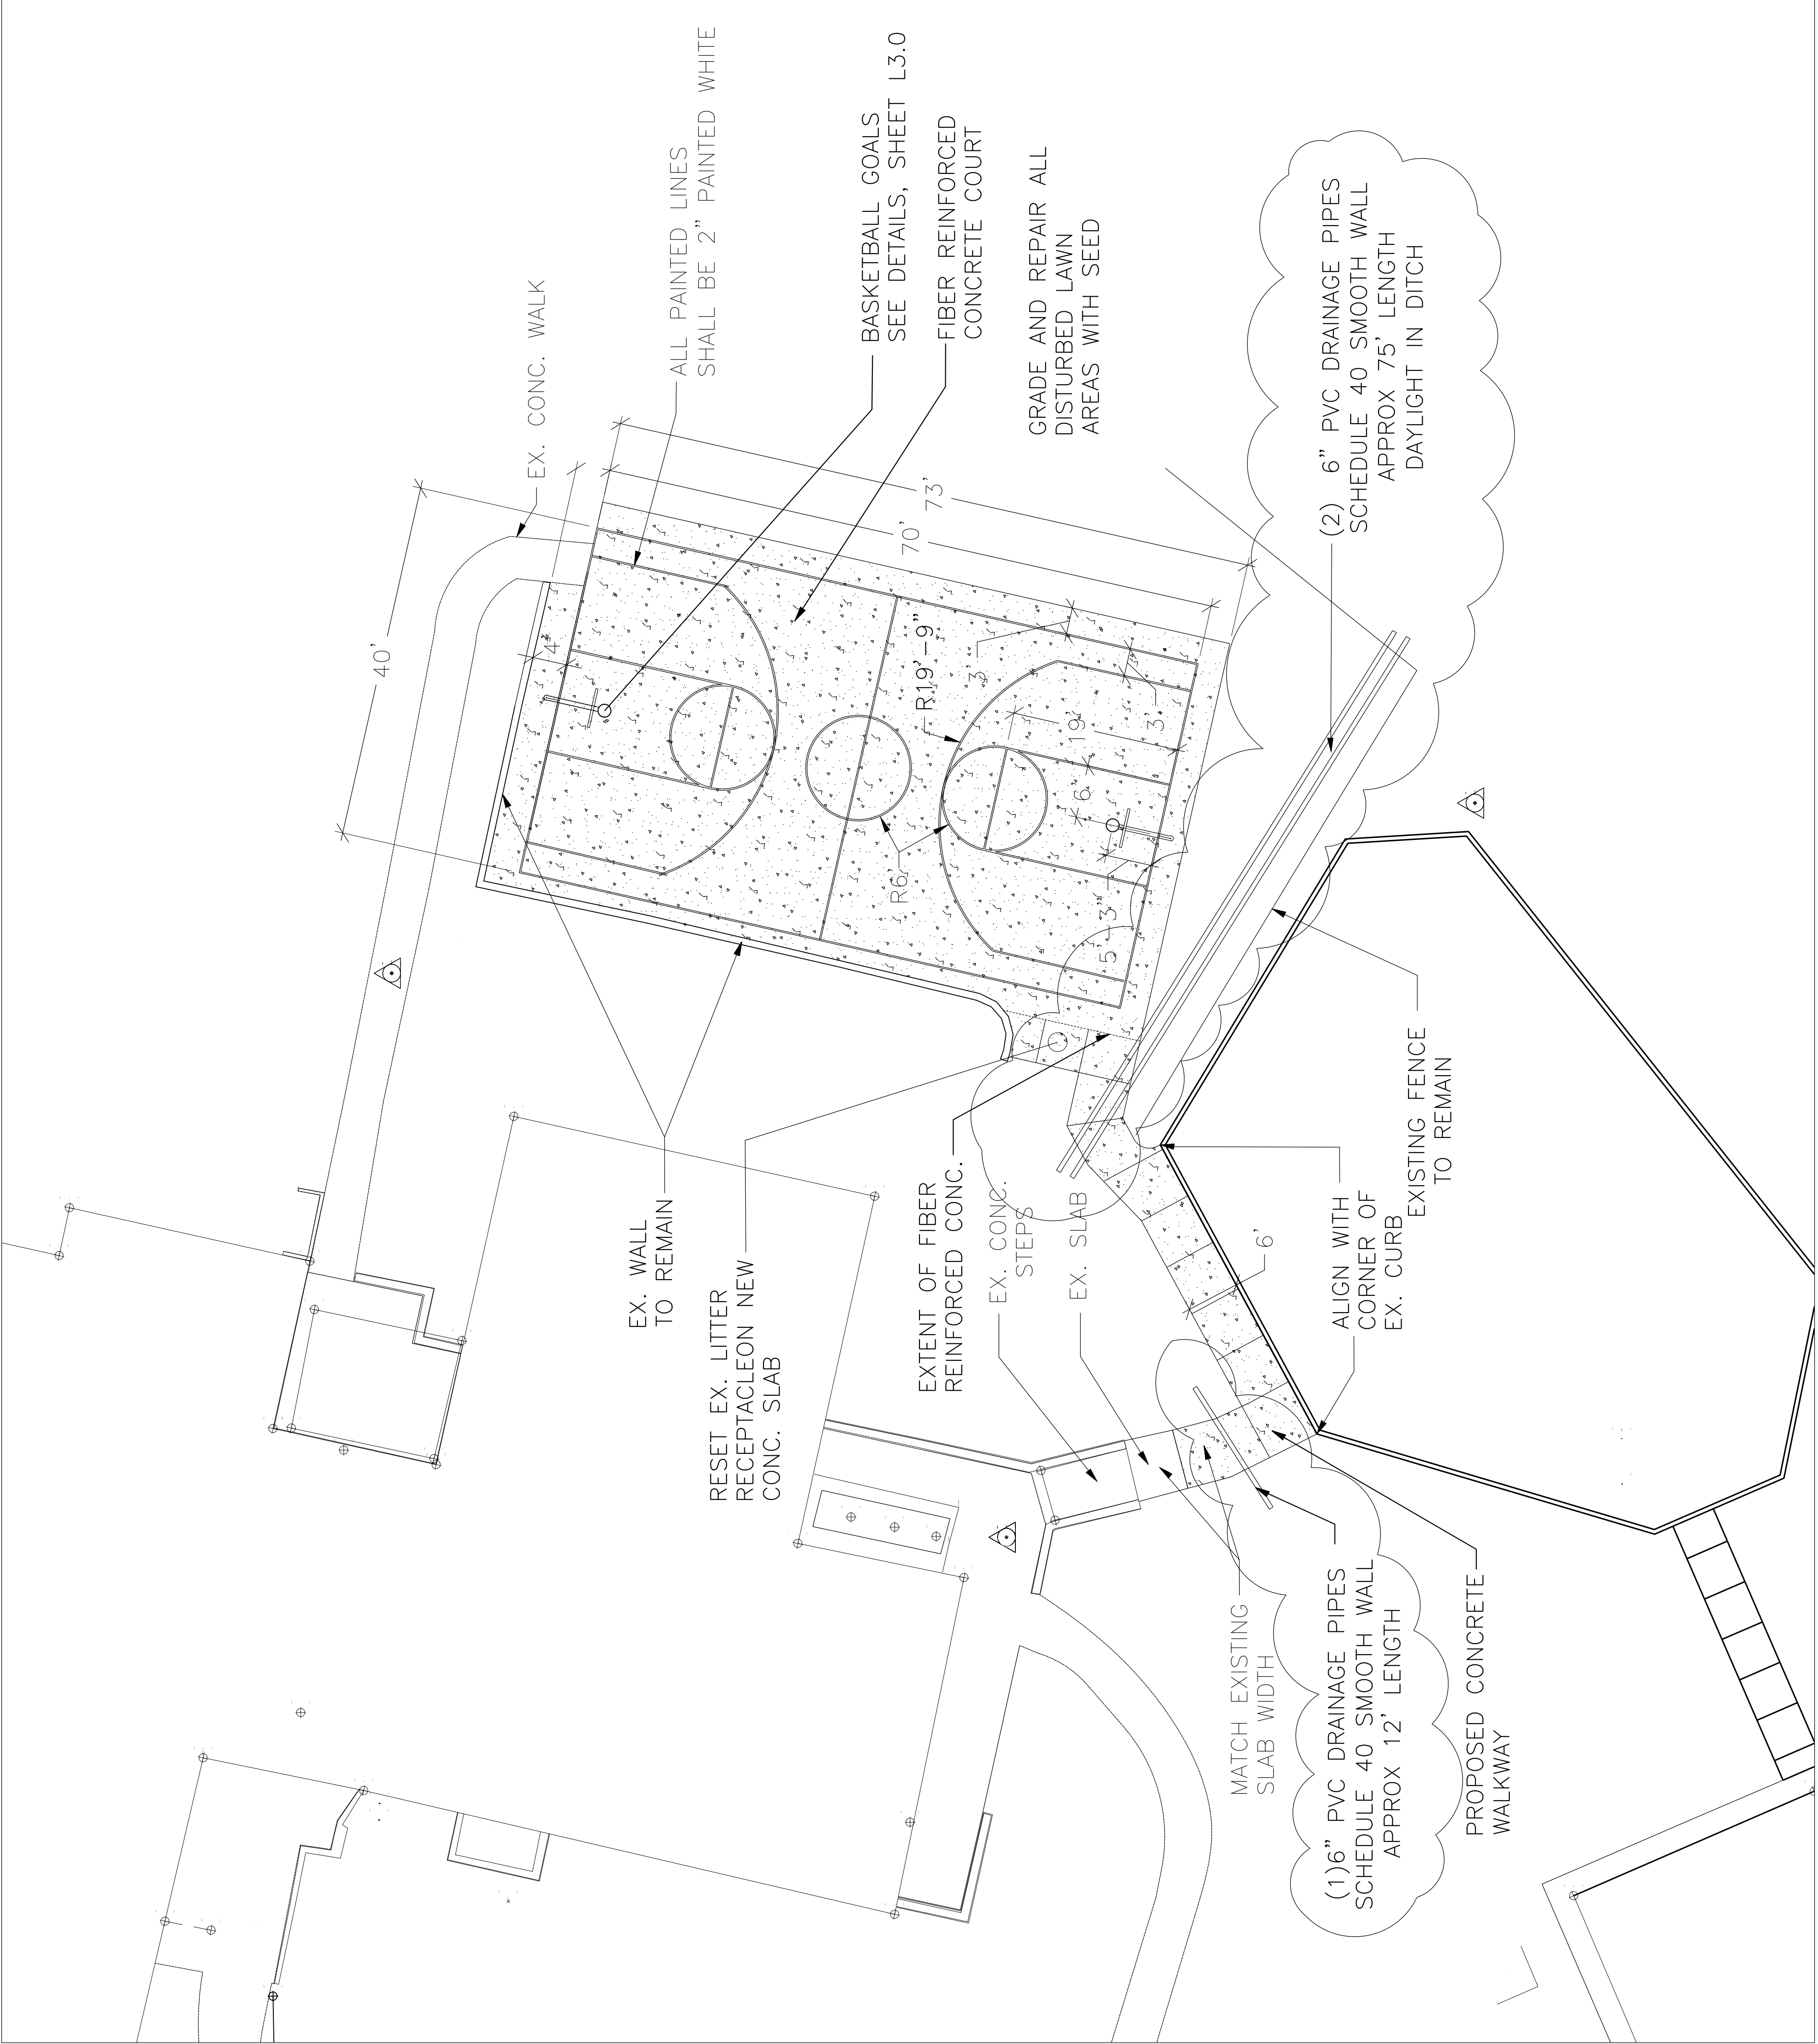 EX. CONC. WALK
ALL PAINTED LINES
SHALL BE 2" PAINTED WHITE
BASKETBALL GOALS
SEE DETAILS, SHEET L3.0
FIBER REINFORCED
CONCRETE COURT
GRADE AND REPAIR ALL
DISTURBED LAWN
AREAS WITH SEED
(2) 6" PVC DRAINAGE PIPES
SCHEDULE 40 SMOOTH WALL
APPROX 75' LENGTH
DAYLIGHT IN DITCH
40'
4'
70'
73'
R19'-9"
3'
19'
3'
6'
R6'
5'-3"
EX. WALL
TO REMAIN
RESET EX. LITTER
RECEPTACLEON NEW
CONC. SLAB
EXTENT OF FIBER
REINFORCED CONC.
EX. CONC.
STEPS
EX. SLAB
6'
ALIGN WITH
CORNER OF
EX. CURB
EXISTING FENCE
TO REMAIN
MATCH EXISTING
SLAB WIDTH
(1)6" PVC DRAINAGE PIPES
SCHEDULE 40 SMOOTH WALL
APPROX 12' LENGTH
PROPOSED CONCRETE
WALKWAY